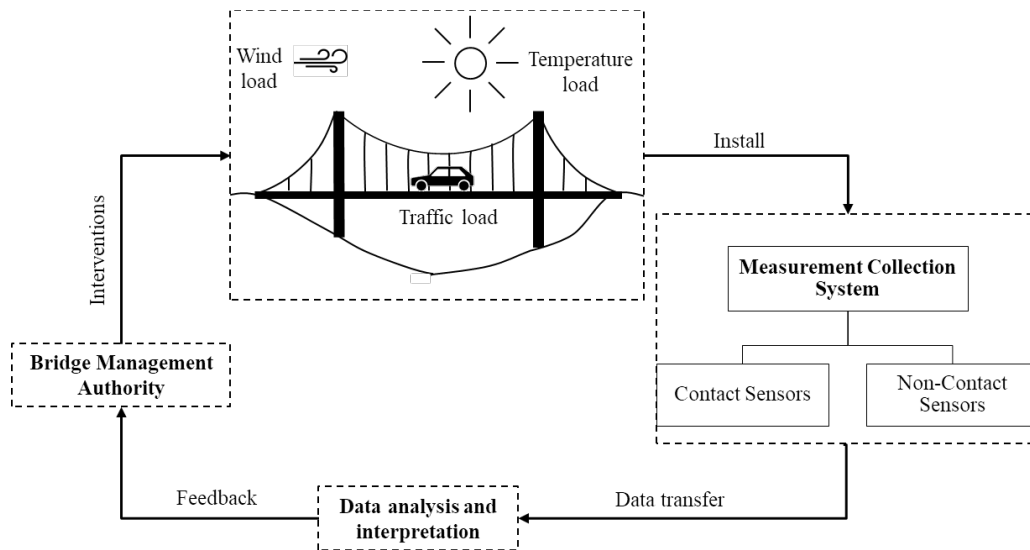 Wind
load
Temperature
load
Traffic load
Install
Measurement Collection
System
Contact Sensors
Non-Contact
Sensors
Data transfer
Data analysis and
interpretation
Feedback
Bridge Management
Authority
Interventions